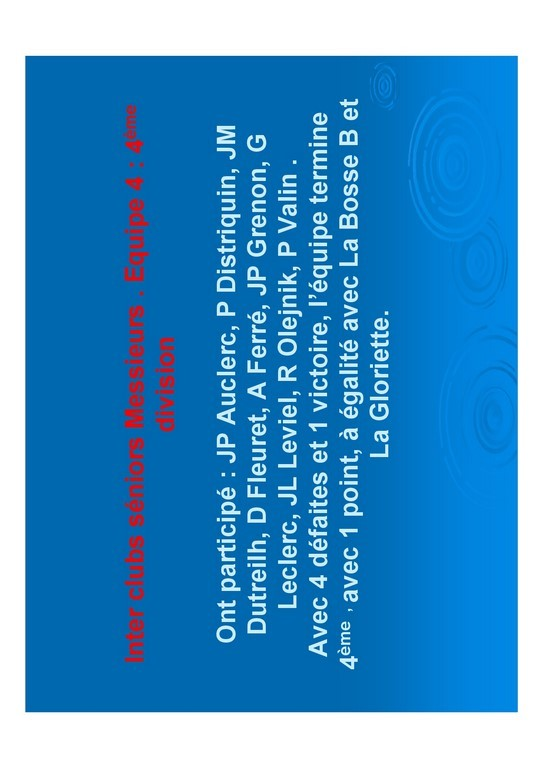 Inter clubs séniors Messieurs . Equipe 4 : 4ème
division
Ont participé : JP Auclerc, P Distriquin, JM
Dutreilh, D Fleuret, A Ferré, JP Grenon, G
Leclerc, JL Leviel, R Olejnik, P Valin .
Avec 4 défaites et 1 victoire, l'équipe termine
4ème , avec 1 point, à égalité avec La Bosse B et
La Gloriette.